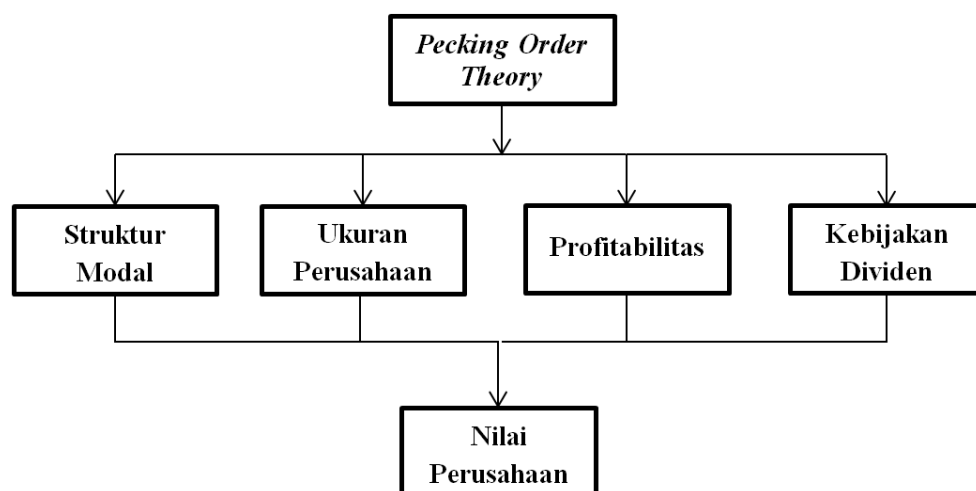 Pecking Order
Theory
Struktur
Modal
Ukuran
Perusahaan
Profitabilitas
Kebijakan
Dividen
Nilai
Perusahaan